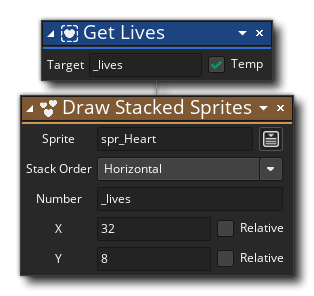 Get Lives
Target _lives Temp
Draw Stacked Sprites
Sprite spr_Heart
Stack Order Horizontal
Number _lives
X 32 Relative
Y 8 Relative